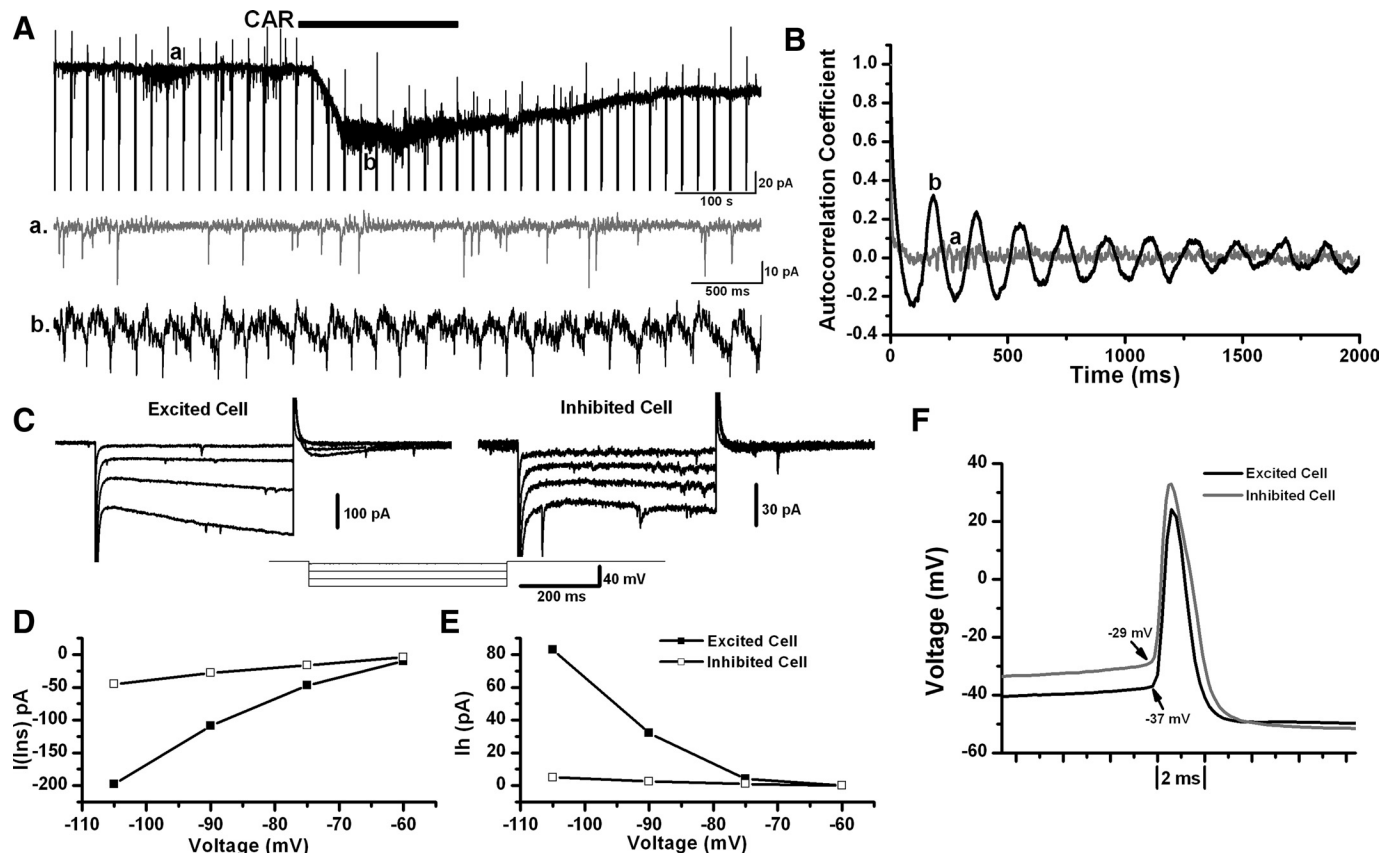 A
CAR
a
b
20 pA
100 s
a.
10 pA
500 ms
b.
B
Autocorrelation Coefficient
1.0
0.8
0.6
0.4
0.2
0.0
-0.2
-0.4
b
a
0 500 1000 1500 2000
Time (ms)
C
Excited Cell
Inhibited Cell
100 pA
30 pA
40 mV
200 ms
D
I(Ins) pA
0
-50
-100
-150
-200
-110 -100 -90 -80 -70 -60
Voltage (mV)
E
Ih (pA)
80
60
40
20
0
Excited Cell
Inhibited Cell
-110 -100 -90 -80 -70 -60
Voltage (mV)
F
Voltage (mV)
40
20
0
-20
-40
-60
Excited Cell
Inhibited Cell
-29 mV
-37 mV
2 ms